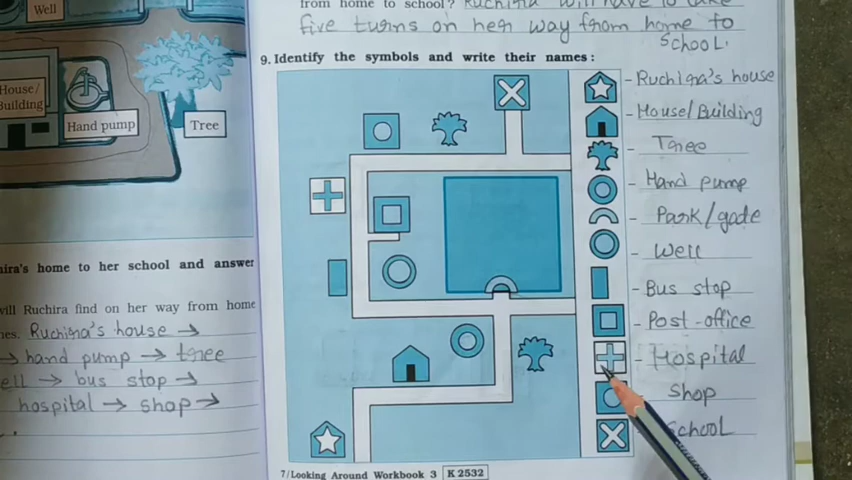 Well
House/
Building
Hand pump
Tree
hira's home to her school and answer
will Ruchira find on her way from home
nes. Ruchira's house →
→ hand pump → tree
ell → bus stop →
hospital → shop →
from home to school? Ruchira will have to take
five turns on her way from home to
School.
9. Identify the symbols and write their names :
- Ruchira's house
- House/Building
- Tree
- Hand pump
- Park/gate
- Well
- Bus stop
- Post-office
- Hospital
Shop
School
7/Looking Around Workbook 3 K 2532